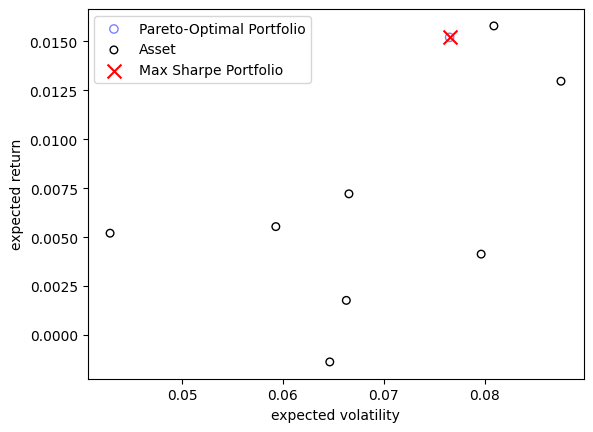 Pareto-Optimal Portfolio
Asset
Max Sharpe Portfolio
0.0150
0.0125
0.0100
0.0075
0.0050
0.0025
0.0000
expected return
0.05 0.06 0.07 0.08
expected volatility